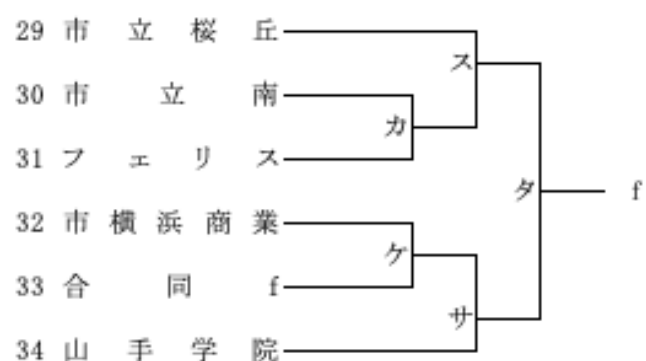 29 市立桜丘
ス
30 市立南
カ
31 フェリス
タ f
32 市横浜商業
ケ
33 合同f
サ
34 山手学院